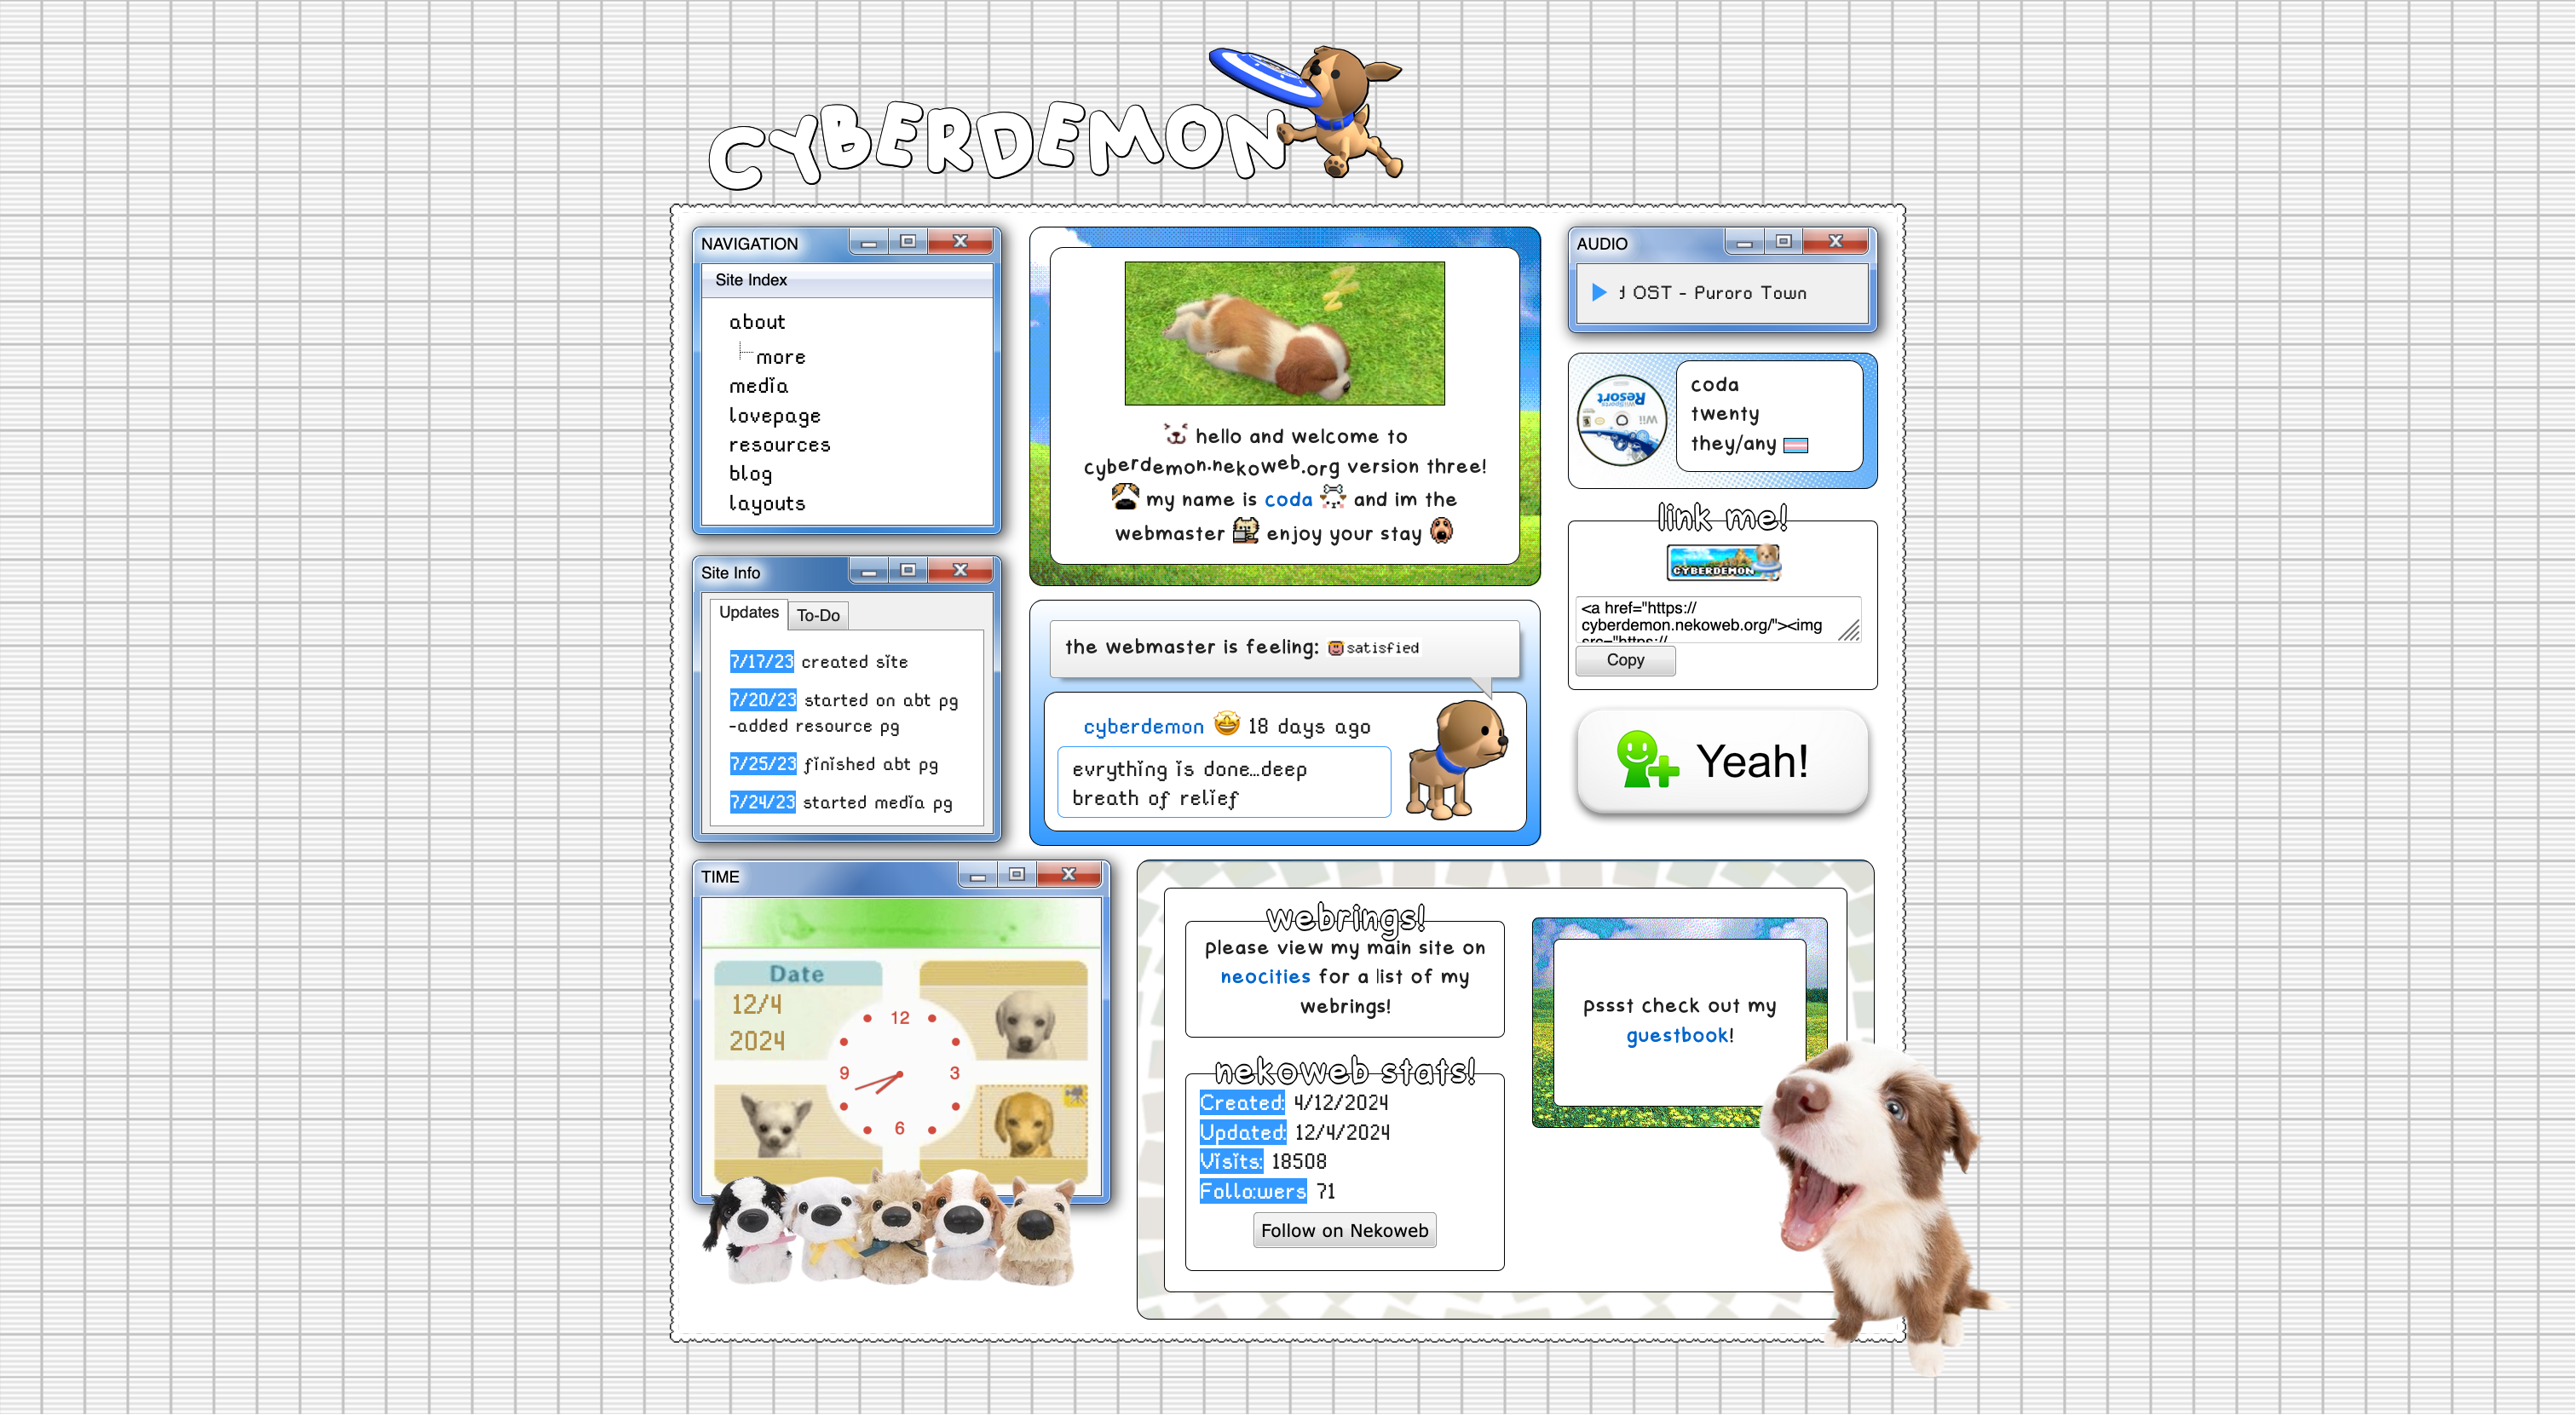 CYBERDEMON
NAVIGATION
Site Index
about
more
media
lovepage
resources
blog
layouts
Site Info
Updates
To-Do
7/17/23 created site
7/20/23 started on abt pg
-added resource pg
7/25/23 finished abt pg
7/24/23 started media pg
hello and welcome to
cyberdemon.nekoweb.org version three!
my name is coda and im the
webmaster enjoy your stay
the webmaster is feeling: satisfied
cyberdemon 18 days ago
evrything is done...deep
breath of relief
AUDIO
OST - Puroro Town
Wii
Wii Sports
Resort
coda
twenty
they/any
link me!
CYBERDEMON
<a href="https://
cyberdemon.nekoweb.org/"><img
src="https://
Copy
Yeah!
TIME
Date
12/4
2024
12
3
6
9
webrings!
please view my main site on
neocities for a list of my
webrings!
nekoweb stats!
Created: 4/12/2024
Updated: 12/4/2024
Visits: 18508
Follo:wers 71
Follow on Nekoweb
pssst check out my
guestbook!